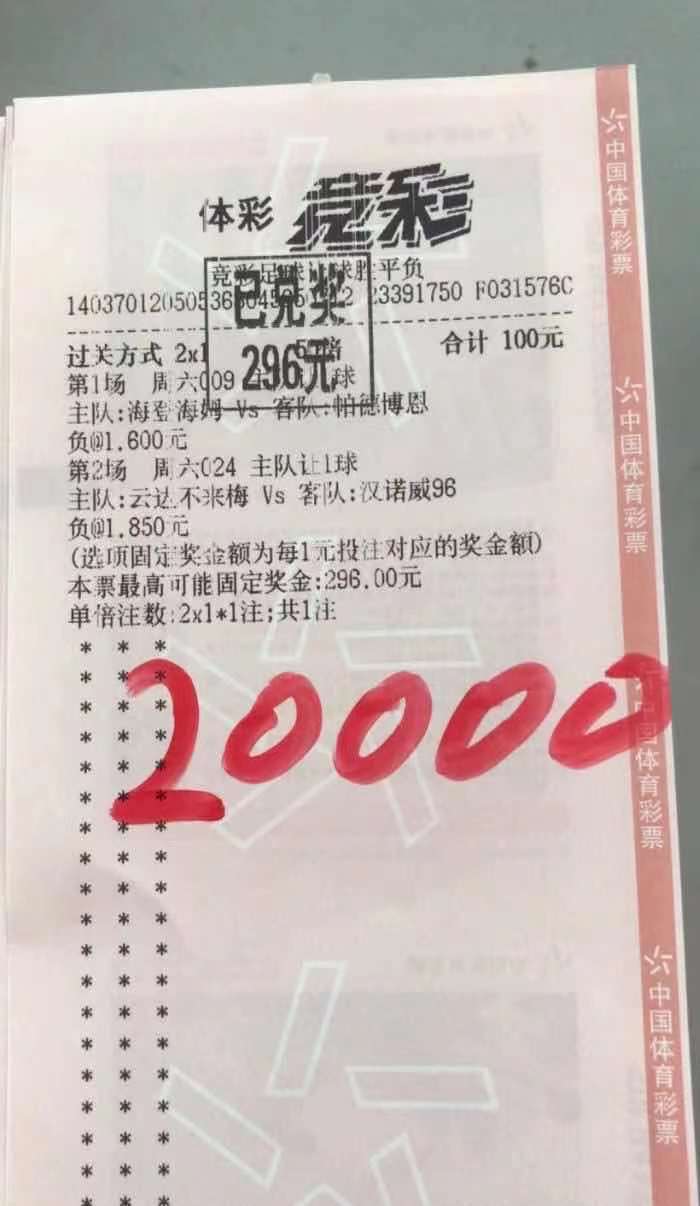 体彩 竞彩
竞彩足球让球胜平负
23391750 F031576C
已兑奖
296元
过关方式 2x1 合计 100元
第1场 周六009 主队让球
主队:海登海姆 Vs 客队:帕德博恩
负@1.600元
第2场 周六024 主队让1球
主队:云达不来梅 Vs 客队:汉诺威96
负@1.850元
(选项固定奖金额为每1元投注对应的奖金额)
本票最高可能固定奖金:296.00元
单倍注数:2x1*1注;共1注
20000
中国体育彩票
中国体育彩票
中国体育彩票
中国体育彩票